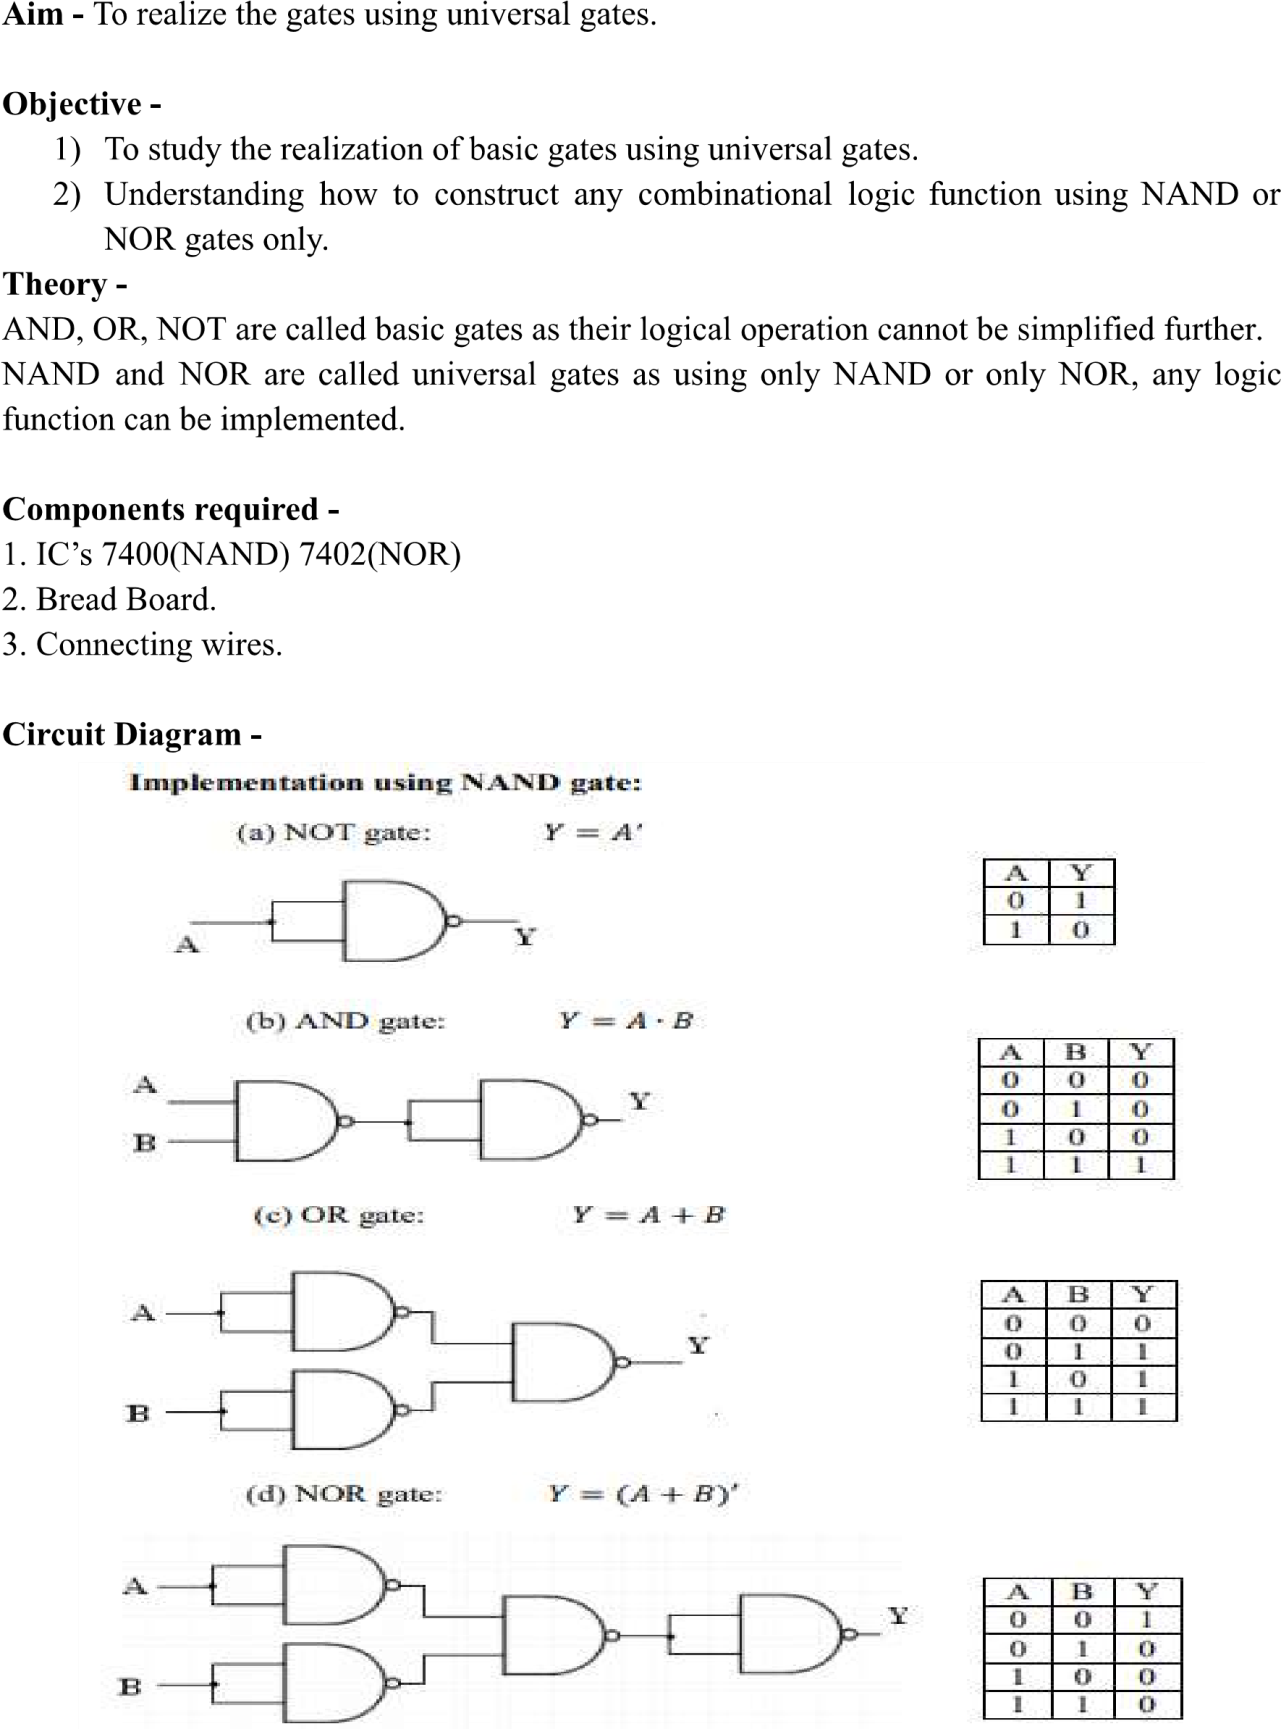 Aim - To realize the gates using universal gates.
Objective -
1) To study the realization of basic gates using universal gates.
2) Understanding how to construct any combinational logic function using NAND or
NOR gates only.
Theory -
AND, OR, NOT are called basic gates as their logical operation cannot be simplified further.
NAND and NOR are called universal gates as using only NAND or only NOR, any logic
function can be implemented.
Components required -
1. IC’s 7400(NAND) 7402(NOR)
2. Bread Board.
3. Connecting wires.
Circuit Diagram -
Implementation using NAND gate:
(a) NOT gate: Y = A'
A Y
A Y
0 1
1 0
(b) AND gate: Y = A · B
A
B
Y
A B Y
0 0 0
0 1 0
1 0 0
1 1 1
(c) OR gate: Y = A + B
A
B
Y
A B Y
0 0 0
0 1 1
1 0 1
1 1 1
(d) NOR gate: Y = (A + B)'
A
B
Y
A B Y
0 0 1
0 1 0
1 0 0
1 1 0